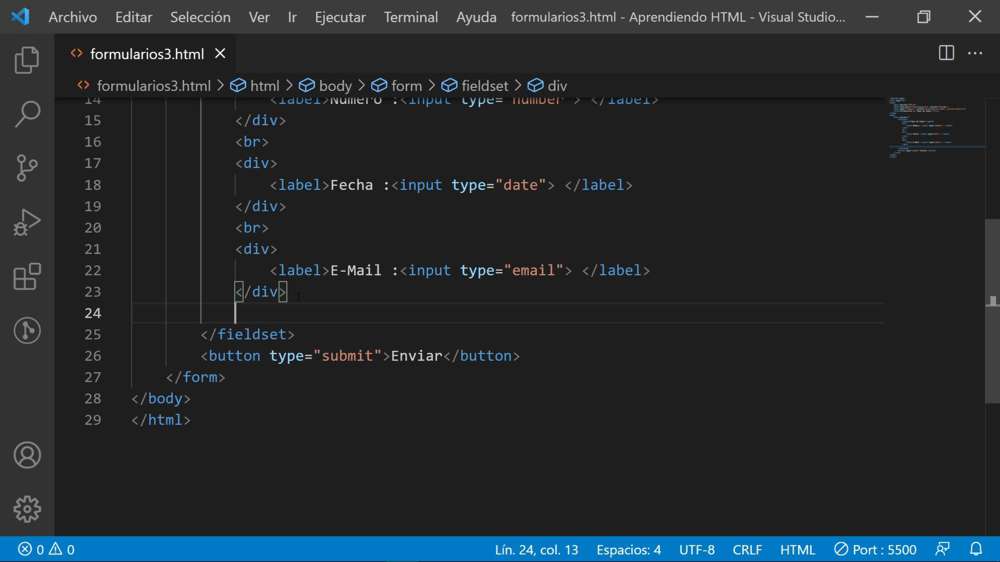 Archivo Editar Selección Ver Ir Ejecutar Terminal Ayuda formularios3.html - Aprendiendo HTML - Visual Studio...
formularios3.html
formularios3.html > html > body > form > fieldset > div
14 <label>Numero :<input type="number"> </label>
15 </div>
16 <br>
17 <div>
18 <label>Fecha :<input type="date"> </label>
19 </div>
20 <br>
21 <div>
22 <label>E-Mail :<input type="email"> </label>
23 </div>
24
25 </fieldset>
26 <button type="submit">Enviar</button>
27 </form>
28 </body>
29 </html>
0 0 Lín. 24, col. 13 Espacios: 4 UTF-8 CRLF HTML Port : 5500